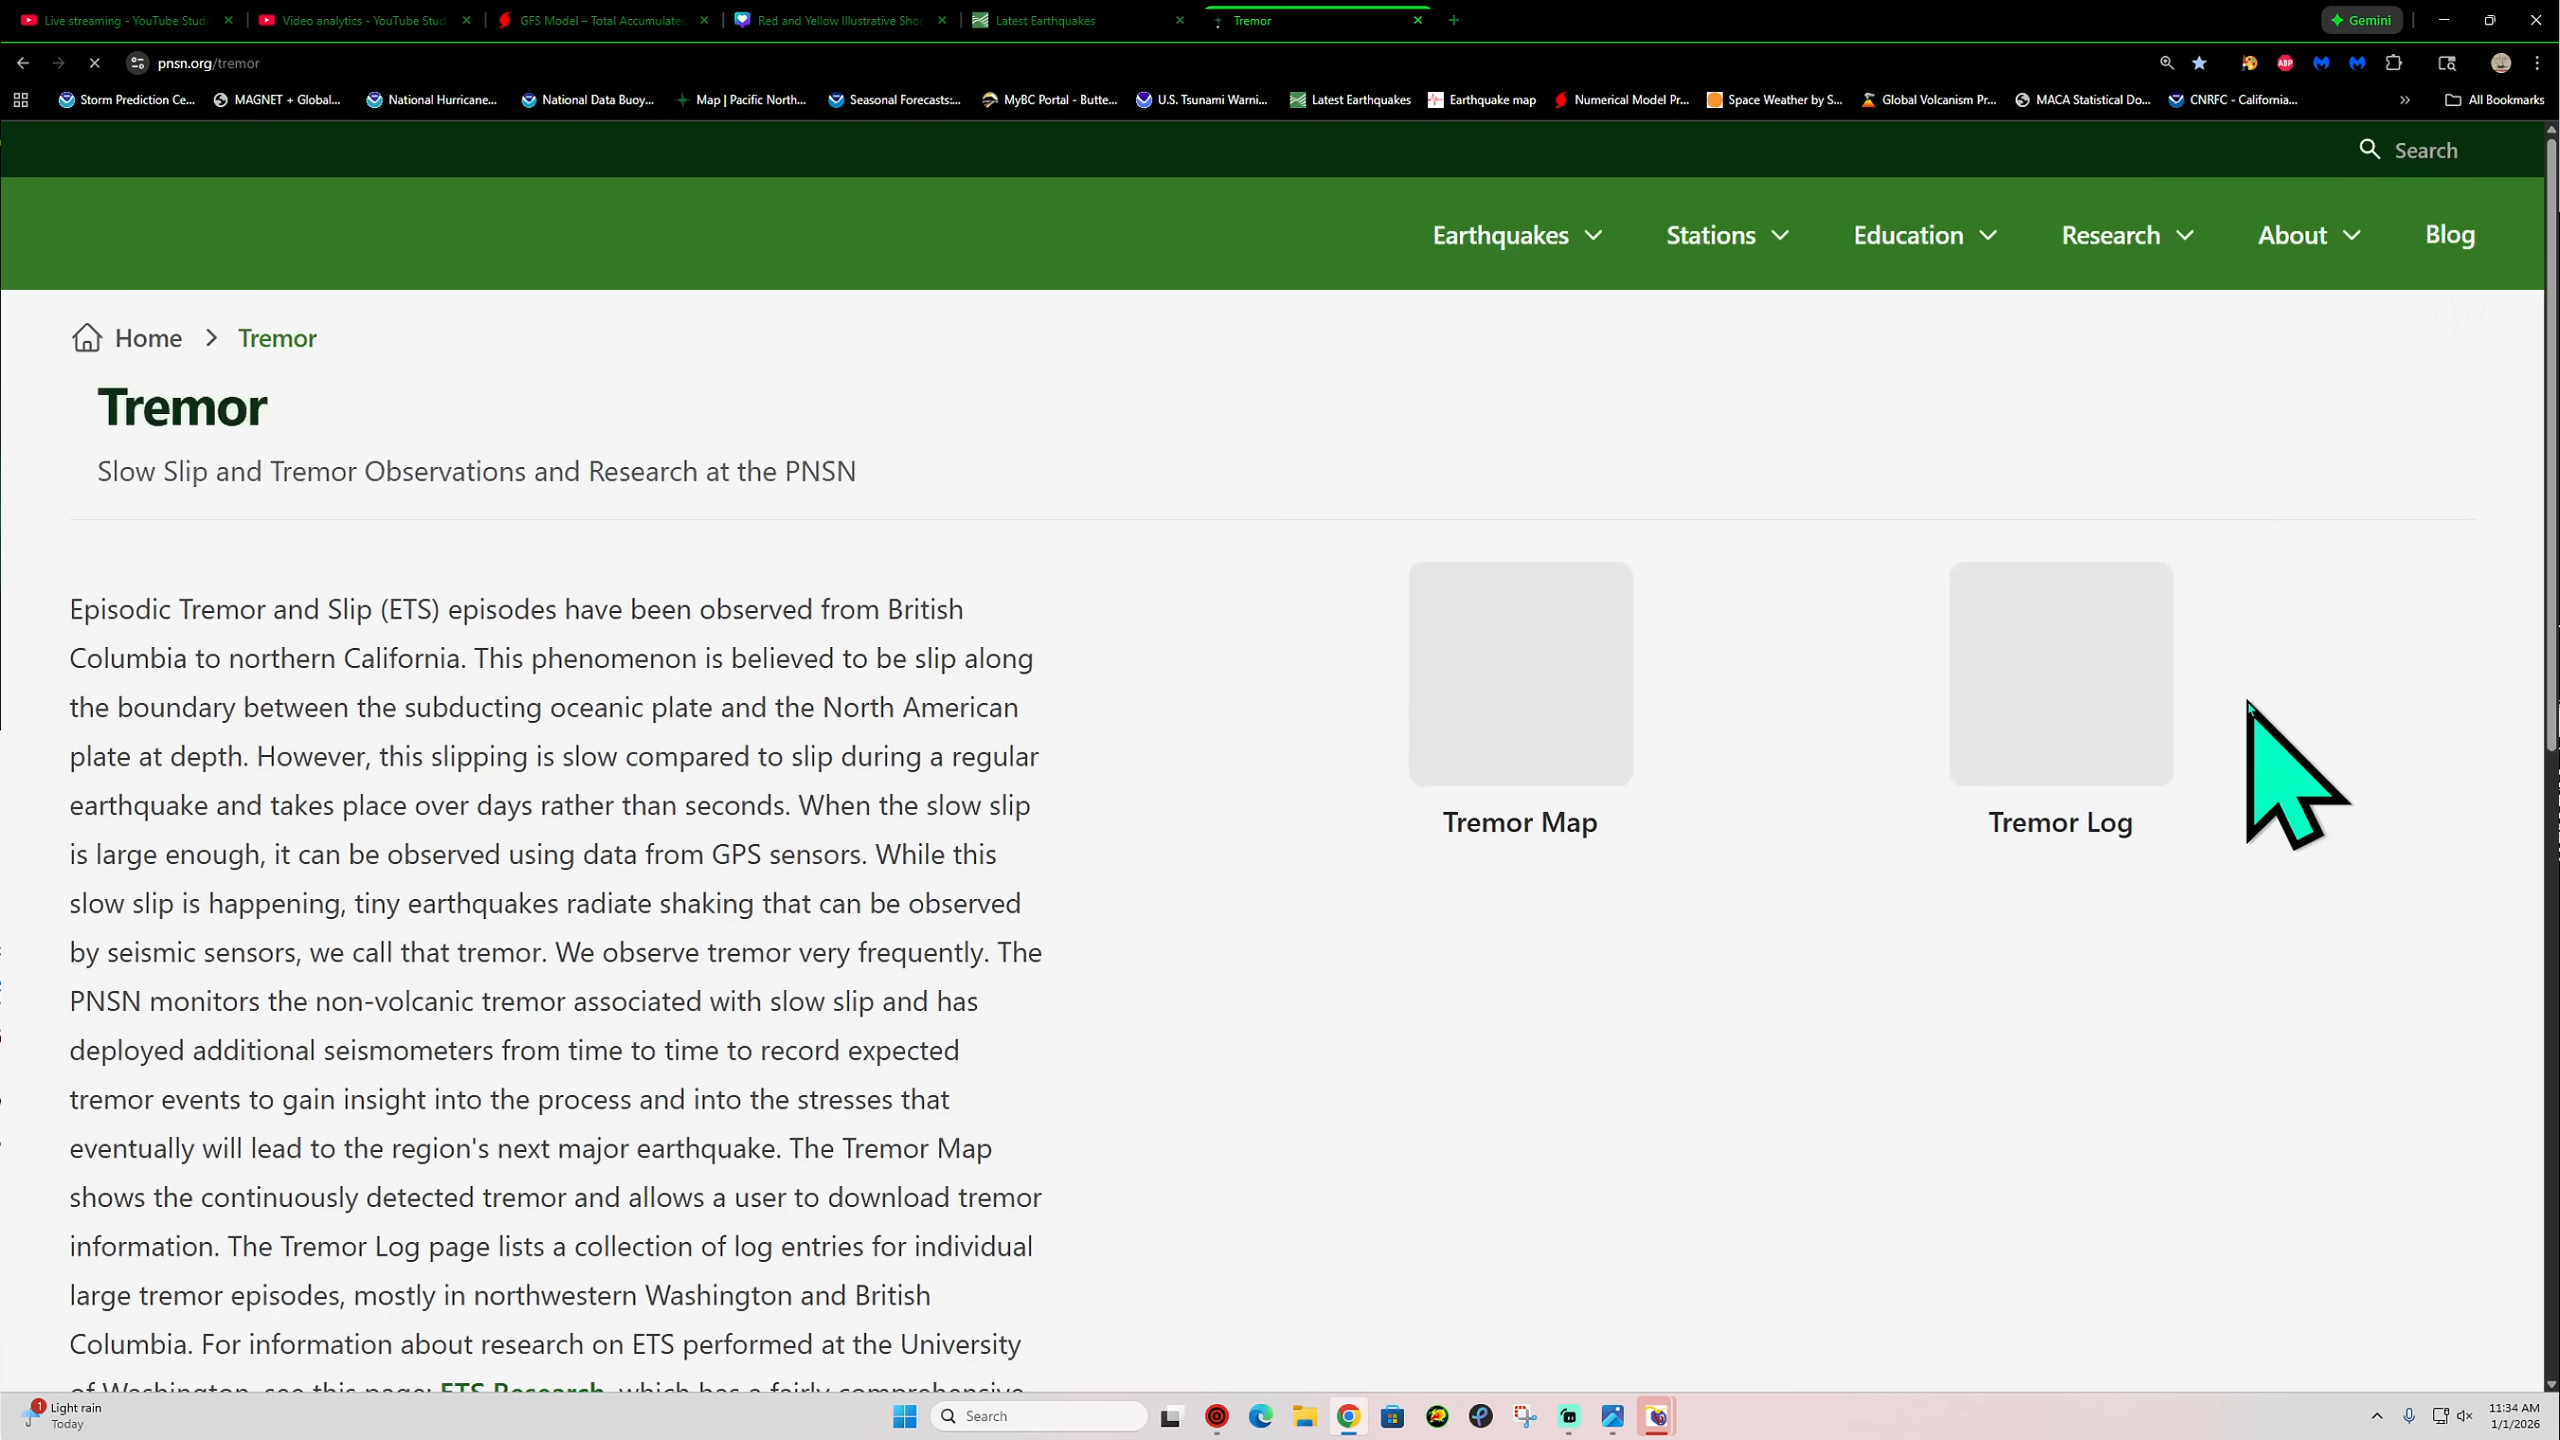 Live streaming - YouTube Studi
Video analytics - YouTube Studi
GFS Model – Total Accumulated
Red and Yellow Illustrative Sho
Latest Earthquakes
Tremor
Gemini
pnsn.org/tremor
ABP
Storm Prediction Ce...
MAGNET + Global...
National Hurricane...
National Data Buoy...
Map | Pacific North...
Seasonal Forecasts:...
MyBC Portal - Butte...
U.S. Tsunami Warni...
Latest Earthquakes
Earthquake map
Numerical Model Pr...
Space Weather by S...
Global Volcanism Pr...
MACA Statistical Do...
CNRFC - California...
All Bookmarks
Search
Earthquakes
Stations
Education
Research
About
Blog
Home
Tremor
Tremor
Slow Slip and Tremor Observations and Research at the PNSN
Episodic Tremor and Slip (ETS) episodes have been observed from British
Columbia to northern California. This phenomenon is believed to be slip along
the boundary between the subducting oceanic plate and the North American
plate at depth. However, this slipping is slow compared to slip during a regular
earthquake and takes place over days rather than seconds. When the slow slip
is large enough, it can be observed using data from GPS sensors. While this
slow slip is happening, tiny earthquakes radiate shaking that can be observed
by seismic sensors, we call that tremor. We observe tremor very frequently. The
PNSN monitors the non-volcanic tremor associated with slow slip and has
deployed additional seismometers from time to time to record expected
tremor events to gain insight into the process and into the stresses that
eventually will lead to the region's next major earthquake. The Tremor Map
shows the continuously detected tremor and allows a user to download tremor
information. The Tremor Log page lists a collection of log entries for individual
large tremor episodes, mostly in northwestern Washington and British
Columbia. For information about research on ETS performed at the University
of Washington, see this page: ETS Research, which has a fairly comprehensive
Tremor Map
Tremor Log
1
Light rain
Today
Search
11:34 AM
1/1/2026